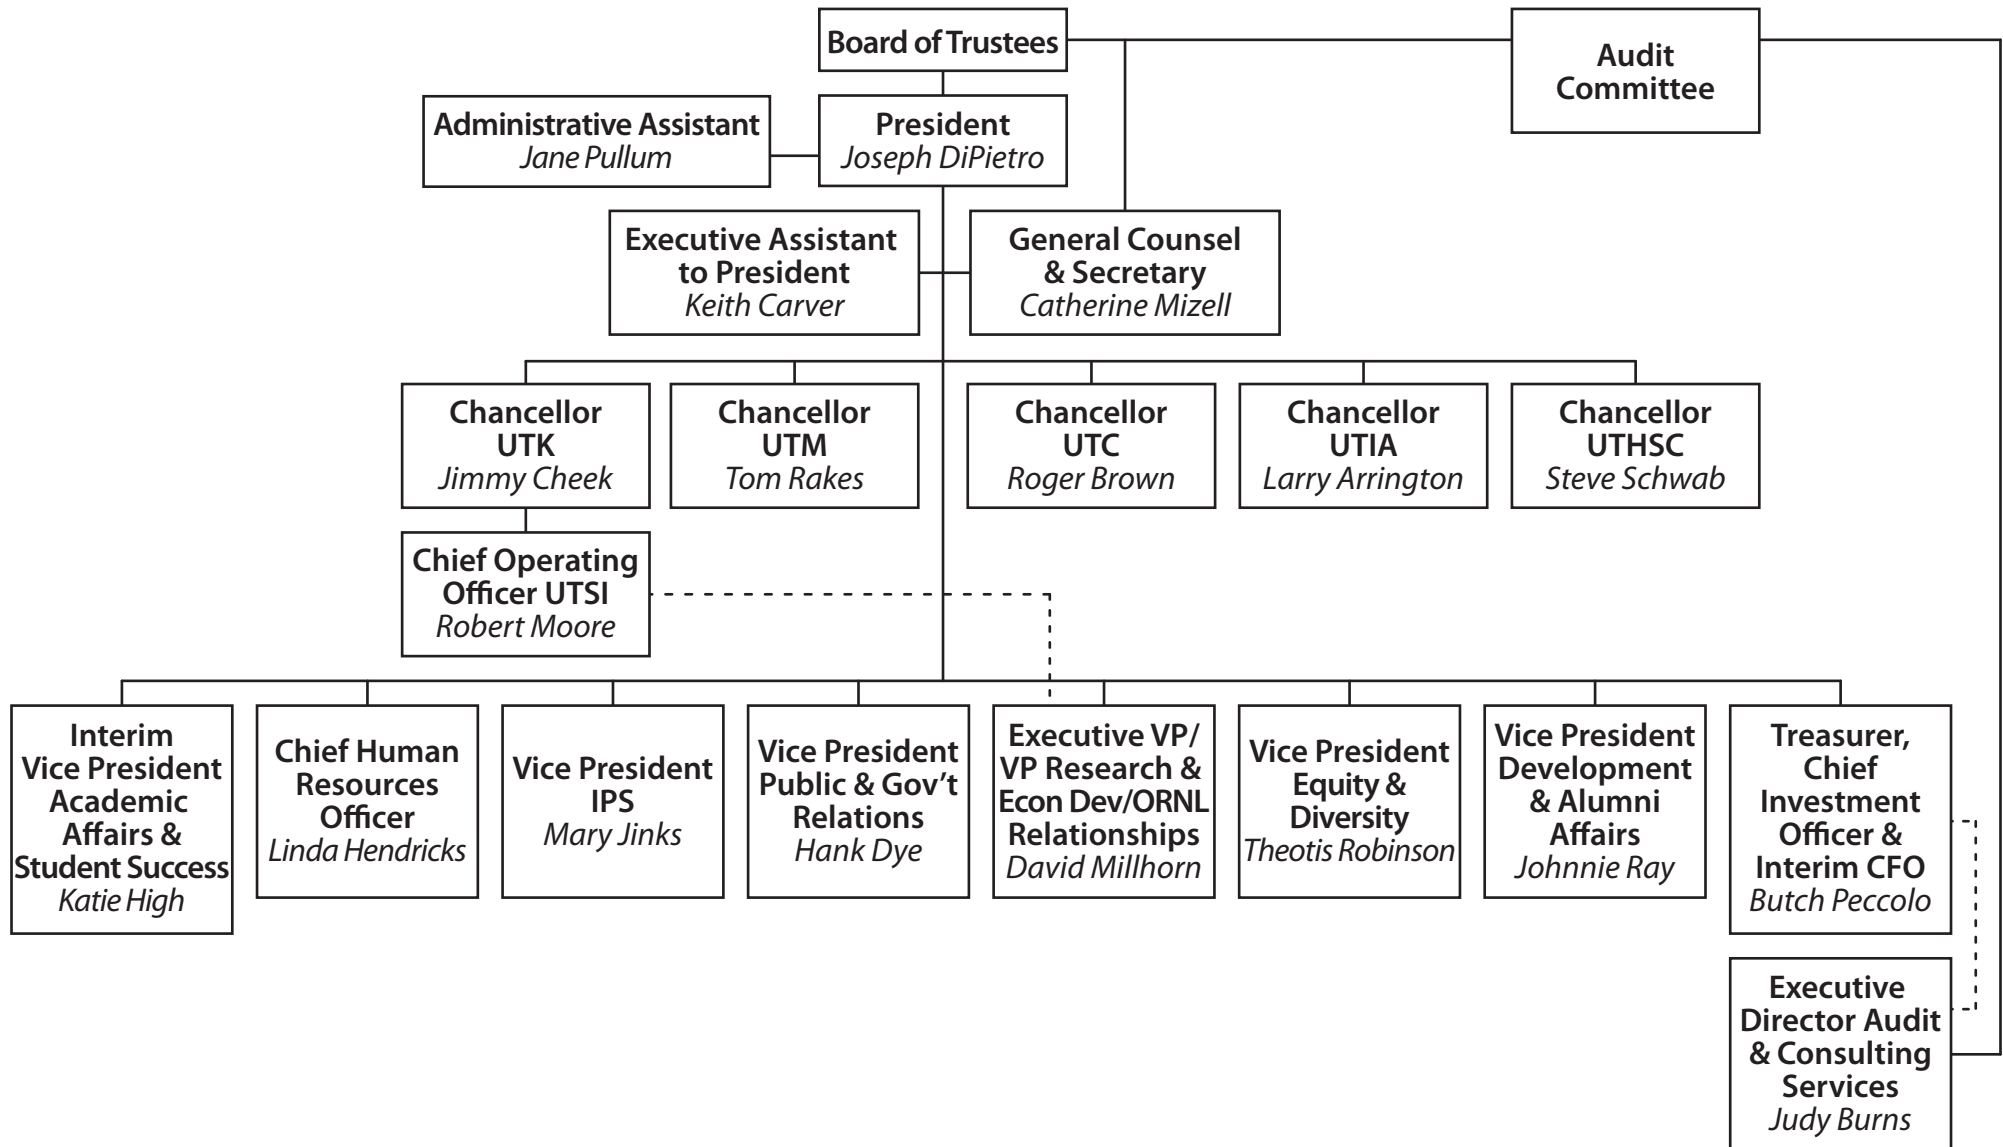 Board of Trustees
Audit
Committee
Administrative Assistant
Jane Pullum
President
Joseph DiPietro
Executive Assistant
to President
Keith Carver
General Counsel
& Secretary
Catherine Mizell
Chancellor
UTK
Jimmy Cheek
Chancellor
UTM
Tom Rakes
Chancellor
UTC
Roger Brown
Chancellor
UTIA
Larry Arrington
Chancellor
UTHSC
Steve Schwab
Chief Operating
Officer UTSI
Robert Moore
Interim
Vice President
Academic
Affairs &
Student Success
Katie High
Chief Human
Resources
Officer
Linda Hendricks
Vice President
IPS
Mary Jinks
Vice President
Public & Gov’t
Relations
Hank Dye
Executive VP/
VP Research &
Econ Dev/ORNL
Relationships
David Millhorn
Vice President
Equity &
Diversity
Theotis Robinson
Vice President
Development
& Alumni
Affairs
Johnnie Ray
Treasurer,
Chief
Investment
Officer &
Interim CFO
Butch Peccolo
Executive
Director Audit
& Consulting
Services
Judy Burns